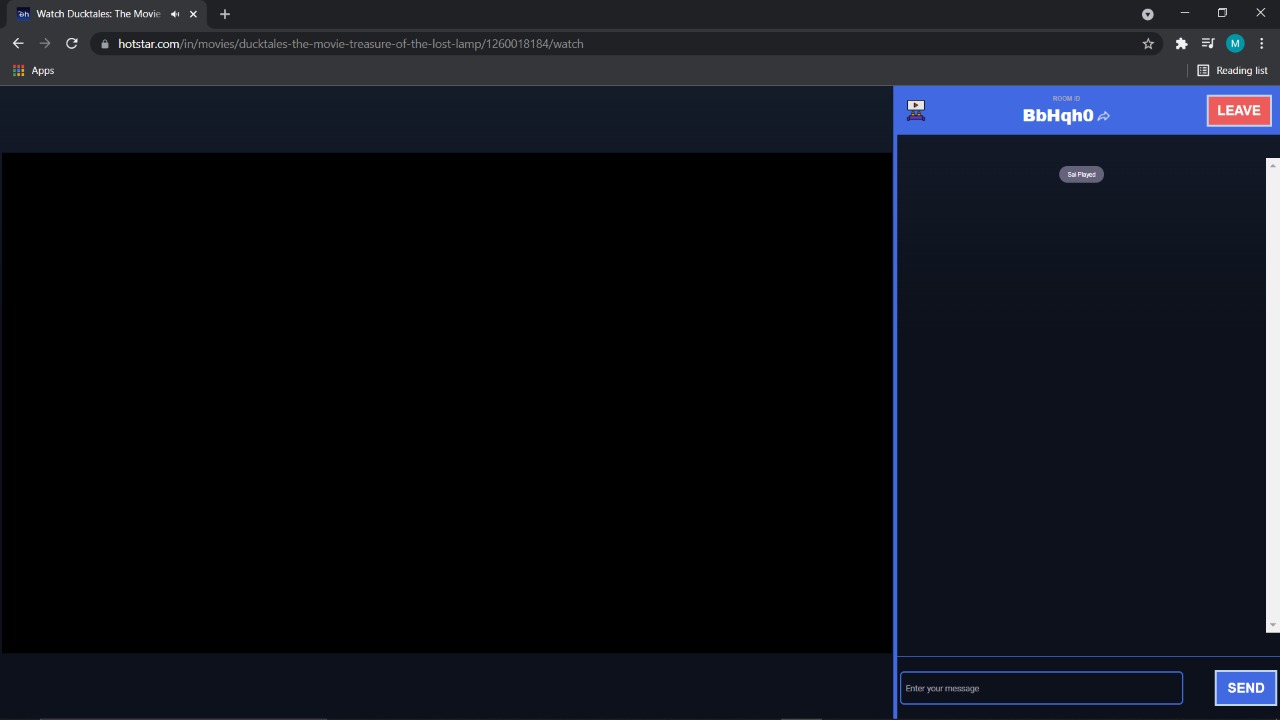 Watch Ducktales: The Movie
hotstar.com/in/movies/ducktales-the-movie-treasure-of-the-lost-lamp/1260018184/watch
M
Apps
Reading list
ROOM ID
BbHqh0
LEAVE
Sai Played
Enter your message
SEND